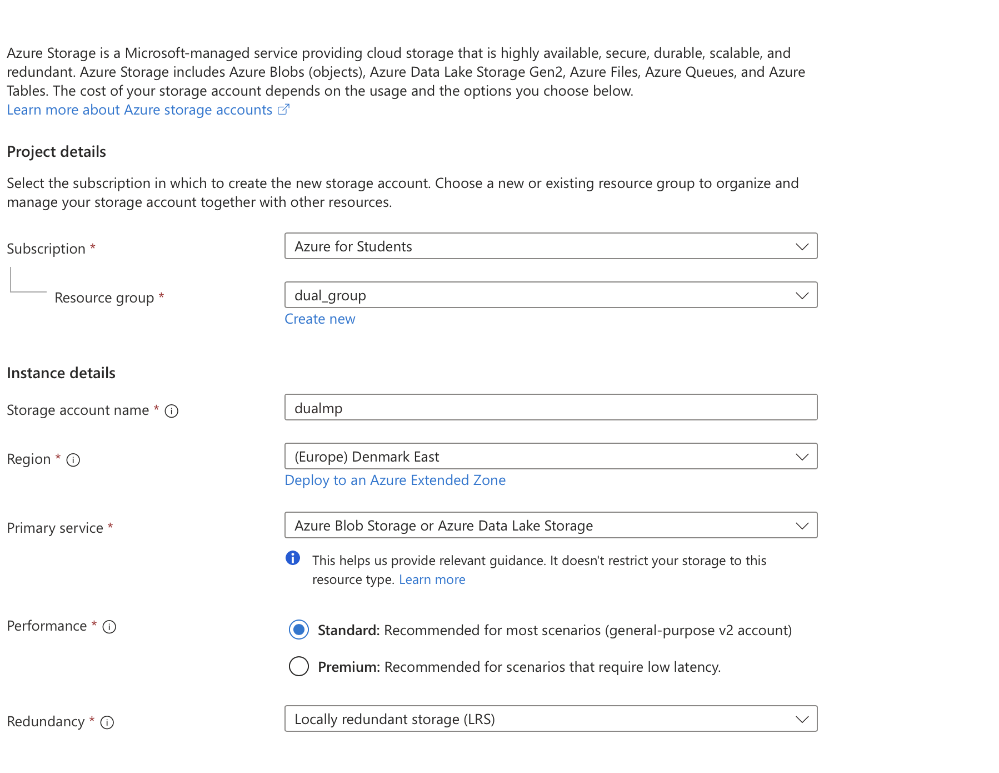 Azure Storage is a Microsoft-managed service providing cloud storage that is highly available, secure, durable, scalable, and
redundant. Azure Storage includes Azure Blobs (objects), Azure Data Lake Storage Gen2, Azure Files, Azure Queues, and Azure
Tables. The cost of your storage account depends on the usage and the options you choose below.
Learn more about Azure storage accounts
Project details
Select the subscription in which to create the new storage account. Choose a new or existing resource group to organize and
manage your storage account together with other resources.
Subscription *
Azure for Students
Resource group *
dual_group
Create new
Instance details
Storage account name *
dualmp
Region *
(Europe) Denmark East
Deploy to an Azure Extended Zone
Primary service *
Azure Blob Storage or Azure Data Lake Storage
This helps us provide relevant guidance. It doesn't restrict your storage to this
resource type. Learn more
Performance *
Standard: Recommended for most scenarios (general-purpose v2 account)
Premium: Recommended for scenarios that require low latency.
Redundancy *
Locally redundant storage (LRS)